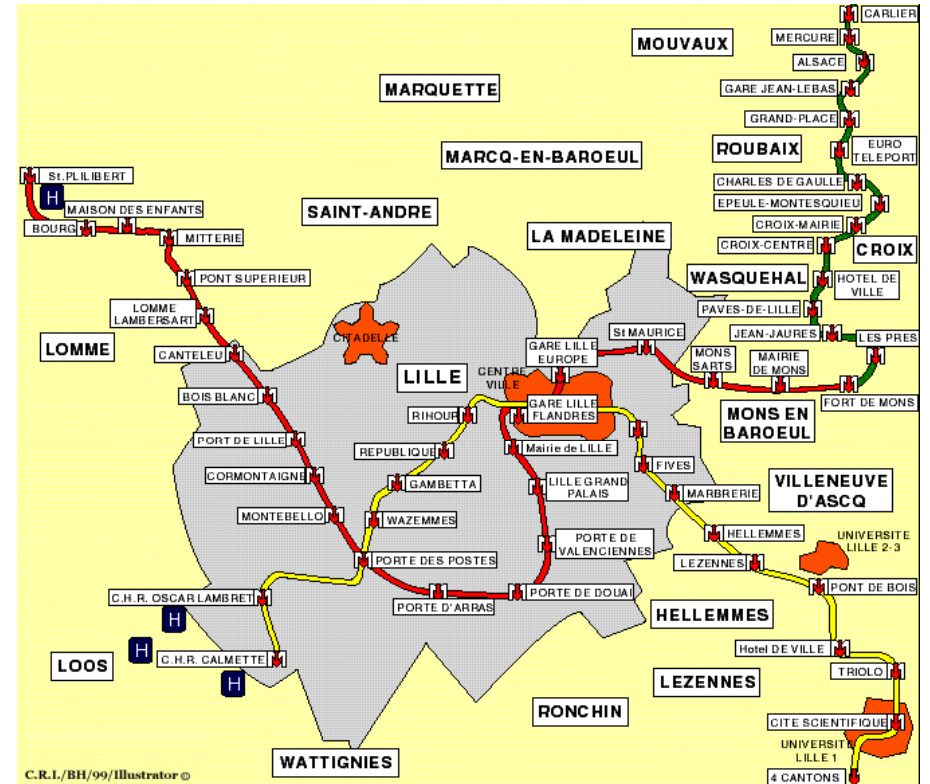 CARLIER
MERCURE
MOUVAUX
ALSACE
GARE JEAN-LEBAS
MARQUETTE
GRAND-PLACE
ROUBAIX
EURO
TELEPORT
MARCQ-EN-BAROEUL
St.PLILIBERT
CHARLES DE GAULLE
H
EPEULE-MONTESQUIEU
MAISON DES ENFANTS
SAINT-ANDRE
BOURG
CROIX-MAIRIE
MITTERIE
LA MADELEINE
CROIX-CENTRE
CROIX
PONT SUPERIEUR
WASQUEHAL
HOTEL DE
VILLE
LOMME
LAMBERSART
PAVES-DE-LILLE
St MAURICE
JEAN-JAURES
LES PRES
CITADELLE
LOMME
CANTELEU
GARE LILLE
EUROPE
MONS
SARTS
MAIRIE
DE MONS
CENTRE
VILLE
LILLE
BOIS BLANC
GARE LILLE
FLANDRES
FORT DE MONS
RIHOUR
MONS EN
BAROEUL
PORT DE LILLE
REPUBLIQUE
Mairie de LILLE
FIVES
CORMONTAIGNE
GAMBETTA
LILLE GRAND
PALAIS
MARBRERIE
VILLENEUVE
D'ASCQ
MONTEBELLO
WAZEMMES
HELLEMMES
UNIVERSITE
LILLE 2-3
PORTE DE
VALENCIENNES
PORTE DES POSTES
LEZENNES
PONT DE BOIS
C.H.R. OSCAR LAMBRET
PORTE D'ARRAS
PORTE DE DOUAI
HELLEMMES
H
H
Hotel DE VILLE
LOOS
C.H.R. CALMETTE
TRIOLO
H
LEZENNES
RONCHIN
CITE SCIENTIFIQUE
UNIVERSITE
LILLE 1
WATTIGNIES
C.R.I./BH/99/Illustrator ©
4 CANTONS